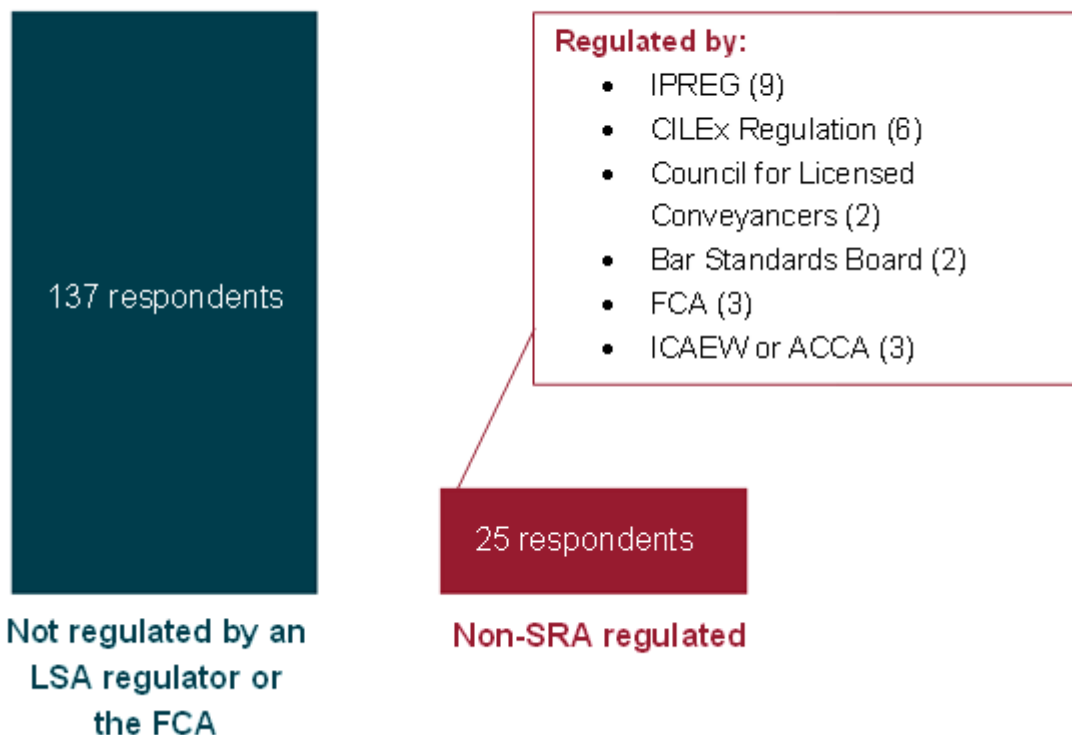 137 respondents
Not regulated by an
LSA regulator or
the FCA
Regulated by:
• IPREG (9)
• CILEx Regulation (6)
• Council for Licensed
Conveyancers (2)
• Bar Standards Board (2)
• FCA (3)
• ICAEW or ACCA (3)
25 respondents
Non-SRA regulated